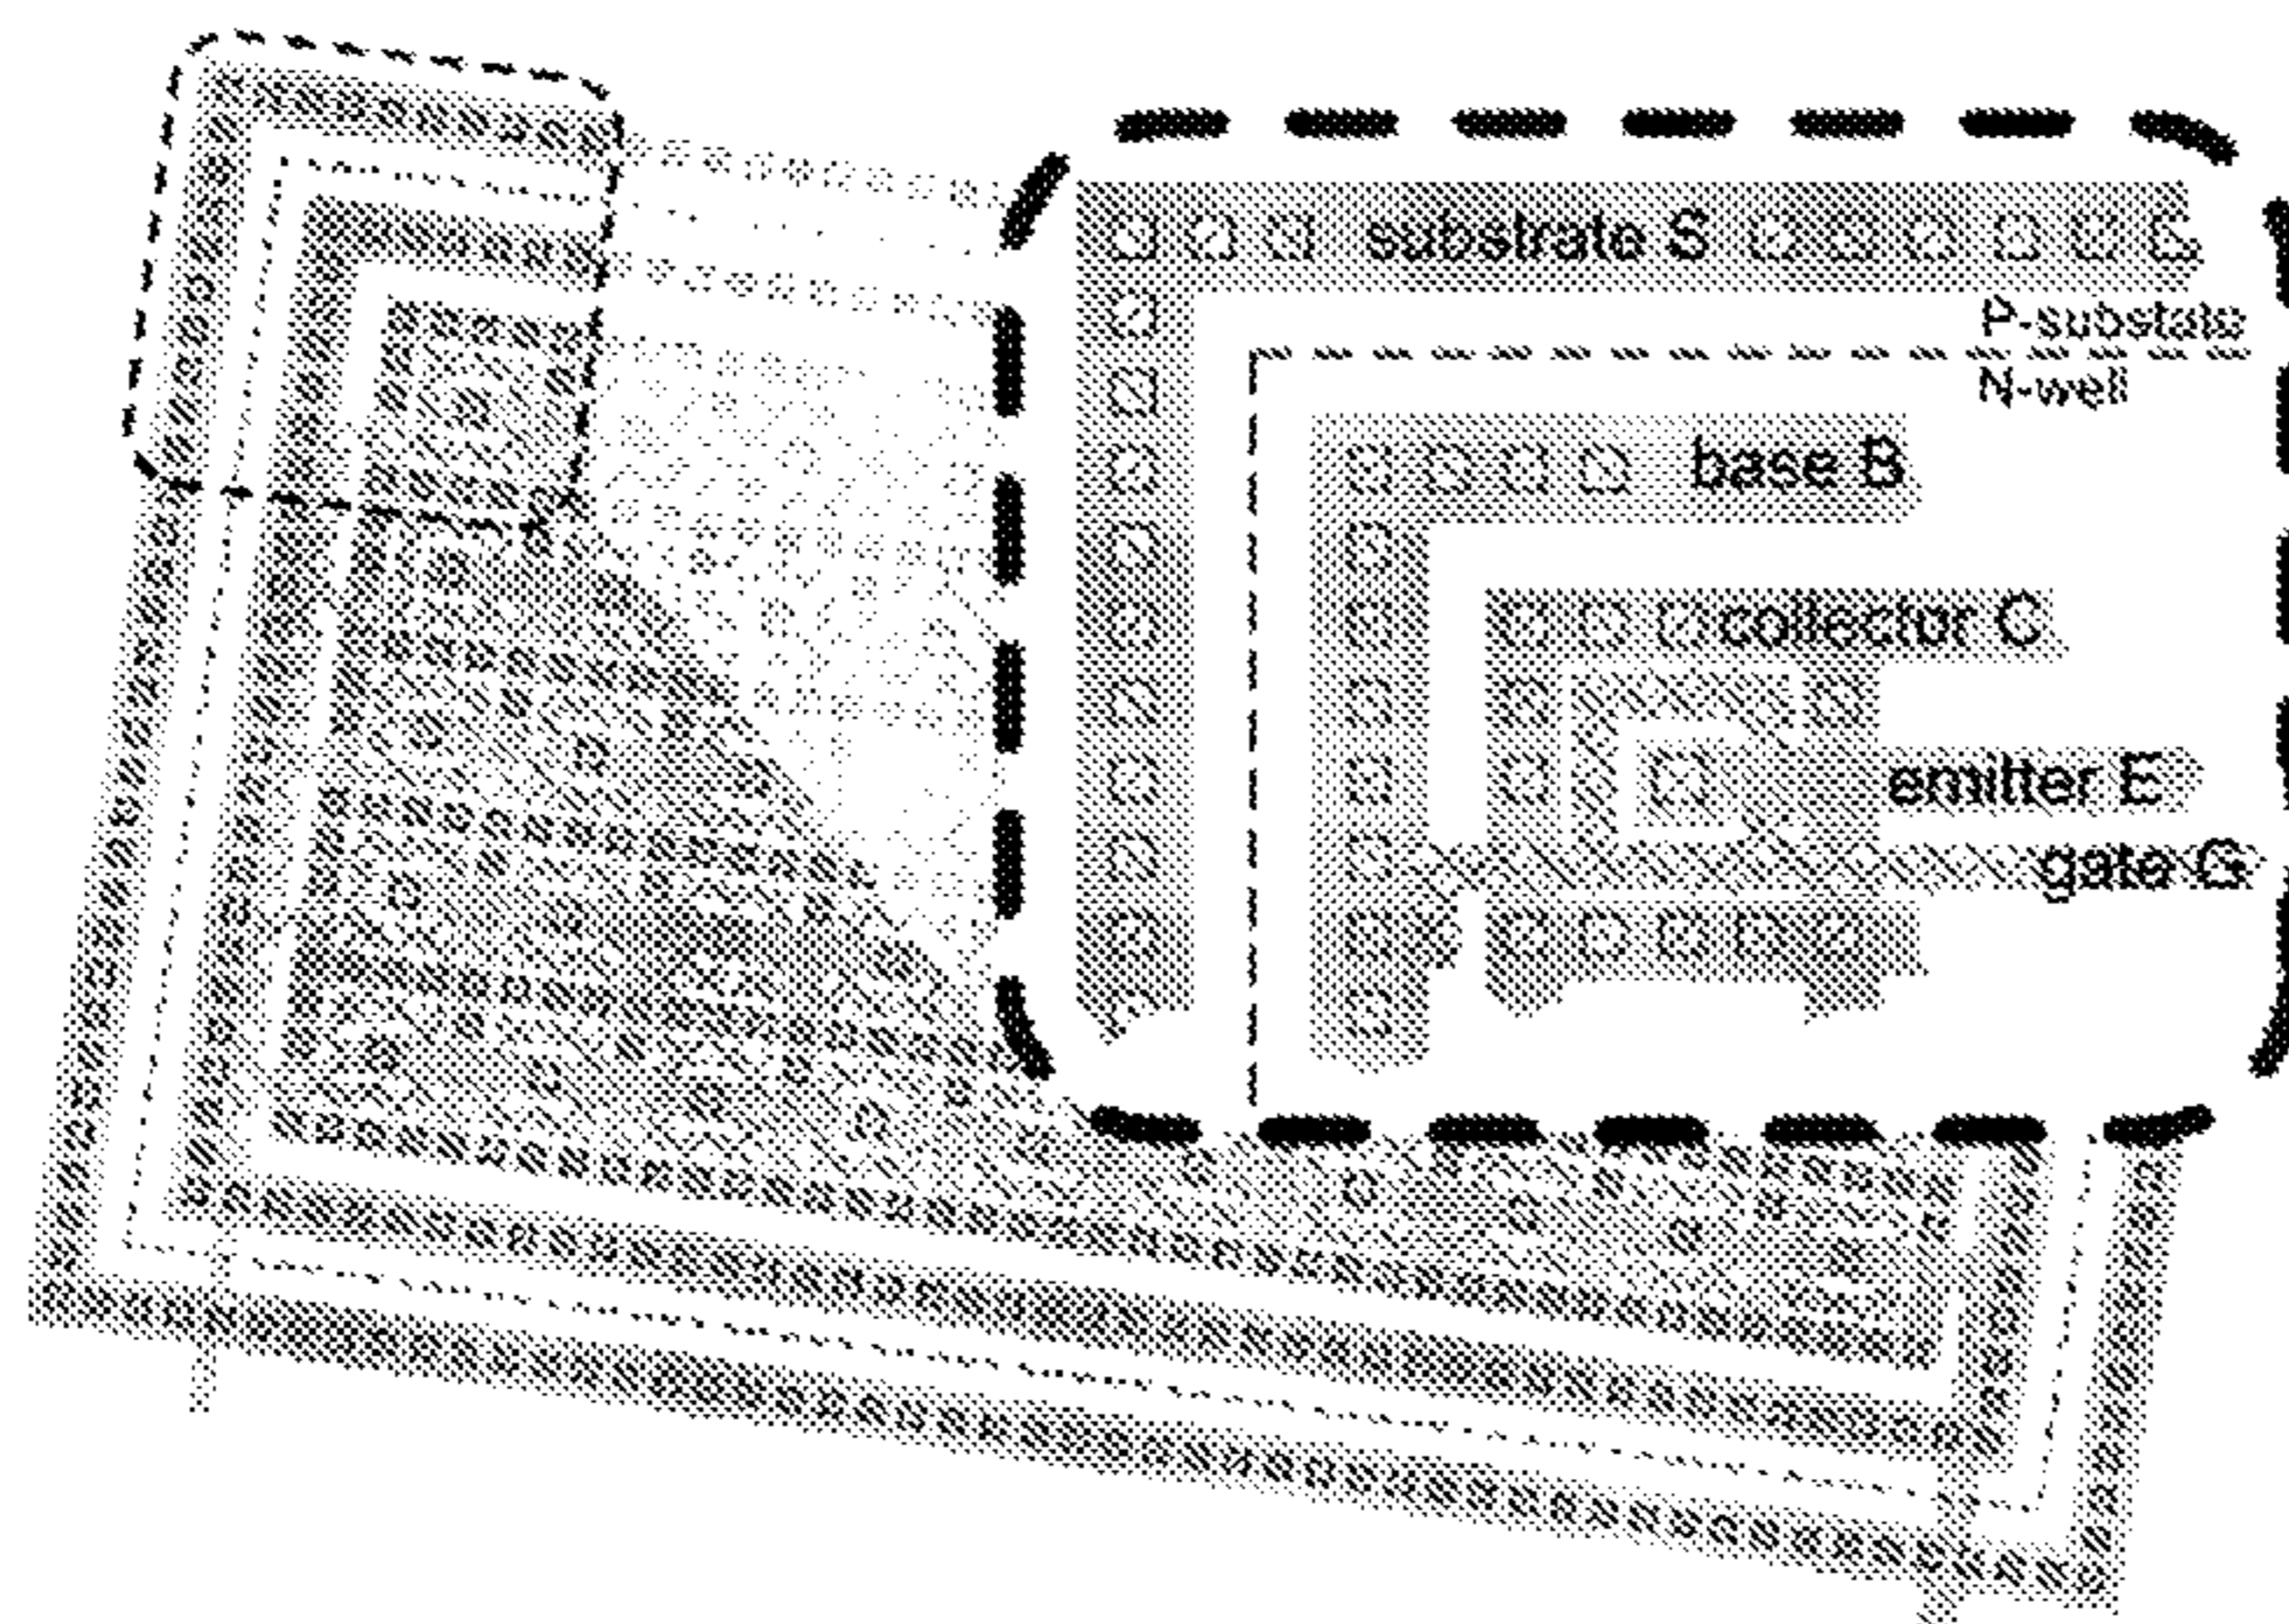 substrate S
P-substate
N-well
base B
collector C
emitter E
gate G